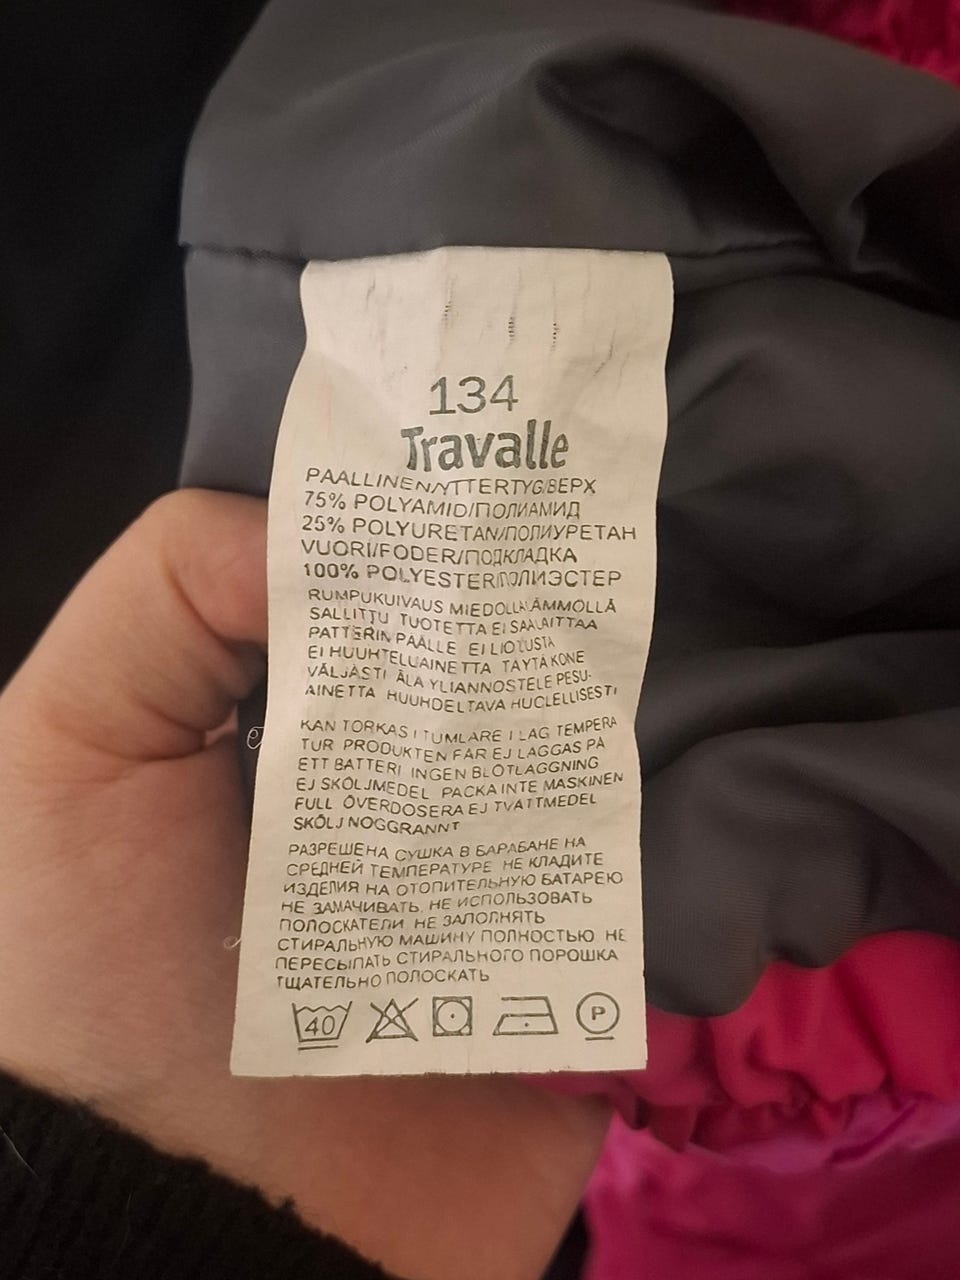 134
Travalle
PAALLINEN/YTTERTYG/ВЕРХ
75% POLYAMID/ПОЛИАМИД
25% POLYURETAN/ПОЛИУРЕТАН
VUORI/FODER/ПОДКЛАДКА
100% POLYESTER/ПОЛИЭСТЕР
RUMPUKUIVAUS MIEDOLLA LÄMMOLLÄ
SALLITTU TUOTETTA EI SAA LAITTAA
PATTERIN PÄÄLLE EI LIOTUSTA
EI HUUHTELUAINETTA TÄYTÄ KONE
VÄLJÄSTI ÄLÄ YLIANNOSTELE PESU-
AINETTA HUUHDELTAVA HUOLELLISESTI
KAN TORKAS I TUMLARE I LAG TEMPERA
TUR PRODUKTEN FÅR EJ LÄGGAS PÅ
ETT BATTERI INGEN BLÖTLÄGGNING
EJ SKÖLJMEDEL PACKA INTE MASKINEN
FULL ÖVERDOSERA EJ TVÄTTMEDEL
SKÖLJ NOGGRANNT
РАЗРЕШЕНА СУШКА В БАРАБАНЕ НА
СРЕДНЕЙ ТЕМПЕРАТУРЕ НЕ КЛАДИТЕ
ИЗДЕЛИЯ НА ОТОПИТЕЛЬНУЮ БАТАРЕЮ
НЕ ЗАМАЧИВАТЬ. НЕ ИСПОЛЬЗОВАТЬ
ПОЛОСКАТЕЛИ НЕ ЗАПОЛНЯТЬ
СТИРАЛЬНУЮ МАШИНУ ПОЛНОСТЬЮ НЕ
ПЕРЕСЫПАТЬ СТИРАЛЬНОГО ПОРОШКА
ТЩАТЕЛЬНО ПОЛОСКАТЬ
40 P